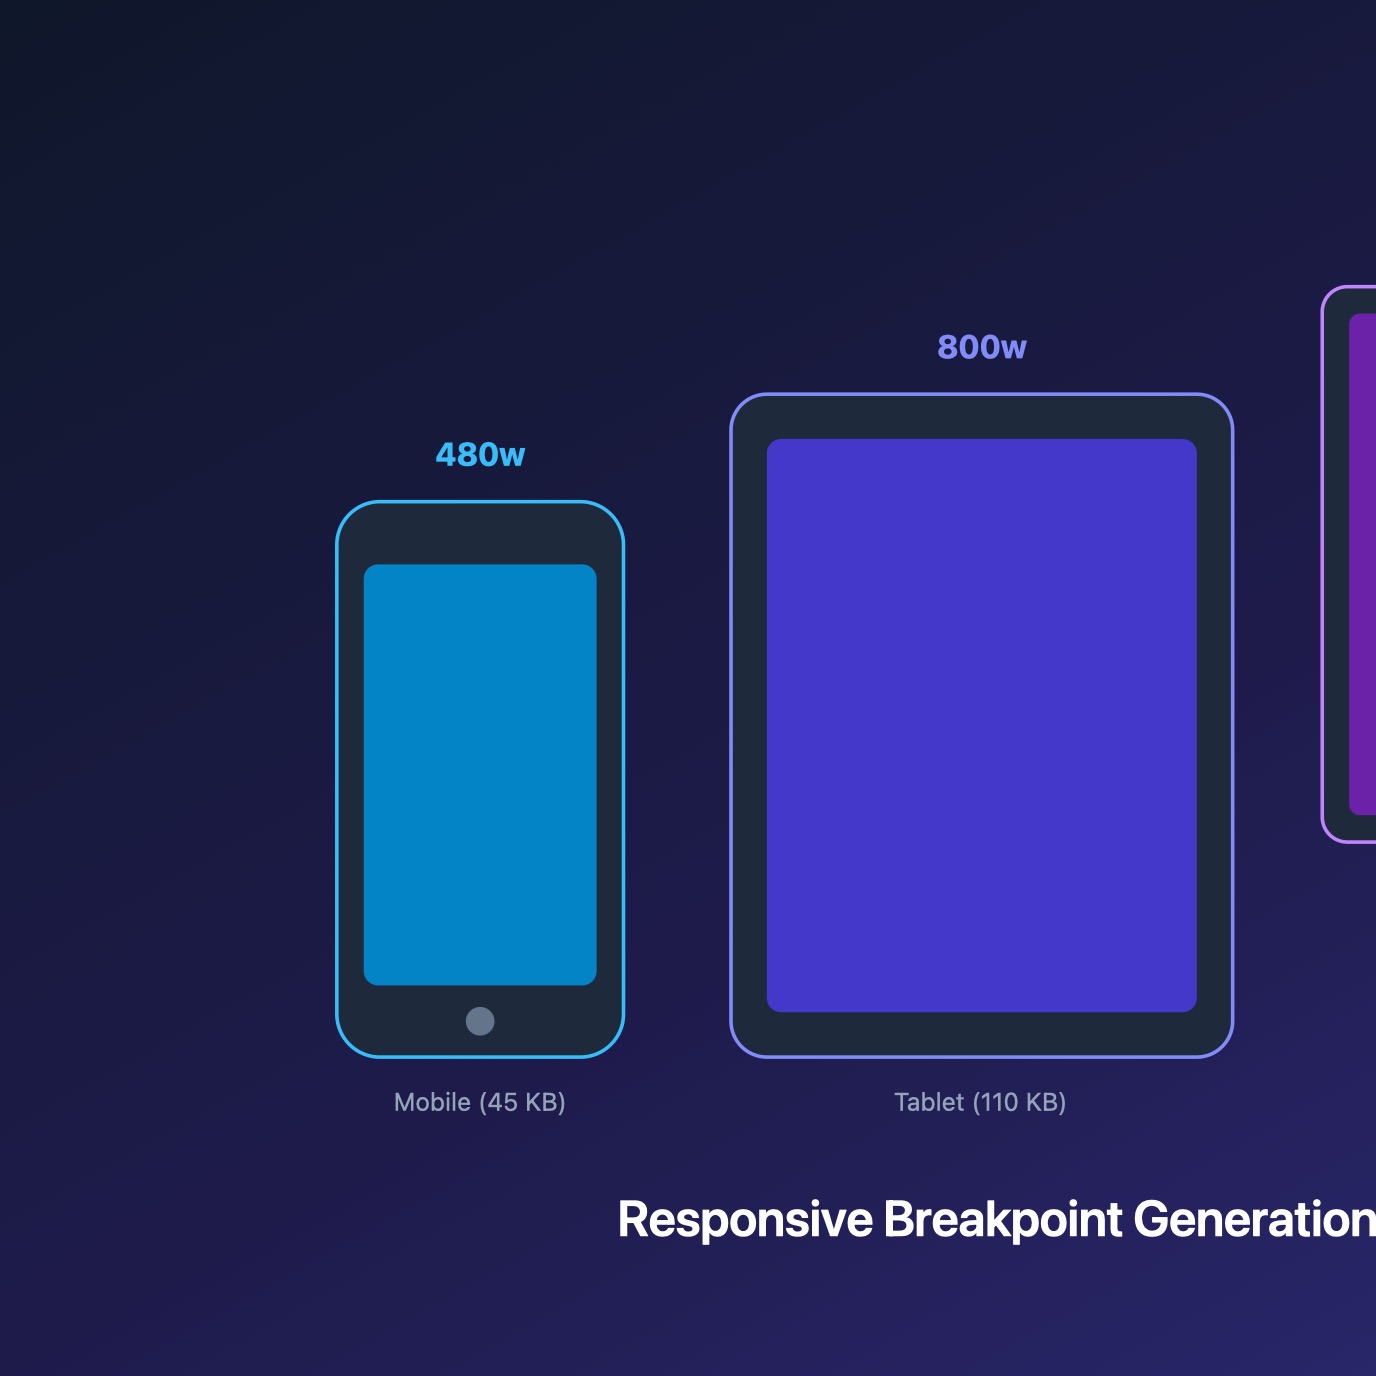 480w
800w
Mobile (45 KB)
Tablet (110 KB)
Responsive Breakpoint Generation